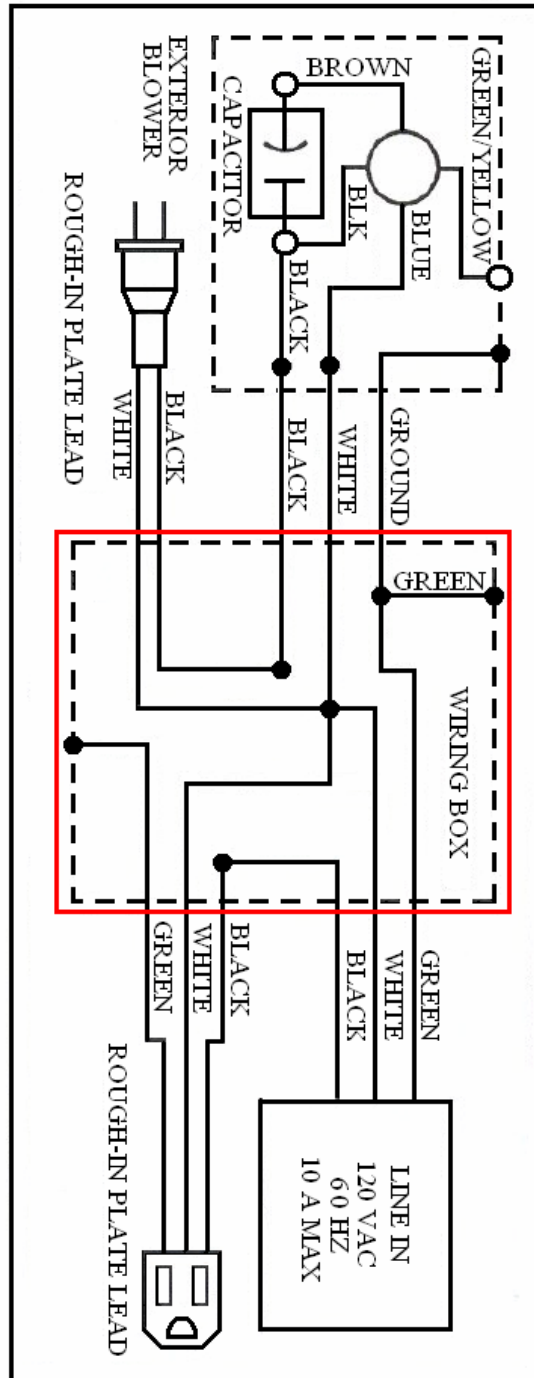 EXTERIOR
BLOWER
CAPACITOR
BROWN
GREEN/YELLOW
BLK
BLUE
BLACK
ROUGH-IN PLATE LEAD
WHITE
BLACK
BLACK
WHITE
GROUND
GREEN
WIRING BOX
GREEN
WHITE
BLACK
BLACK
WHITE
GREEN
ROUGH-IN PLATE LEAD
LINE IN
120 VAC
60 HZ
10 A MAX